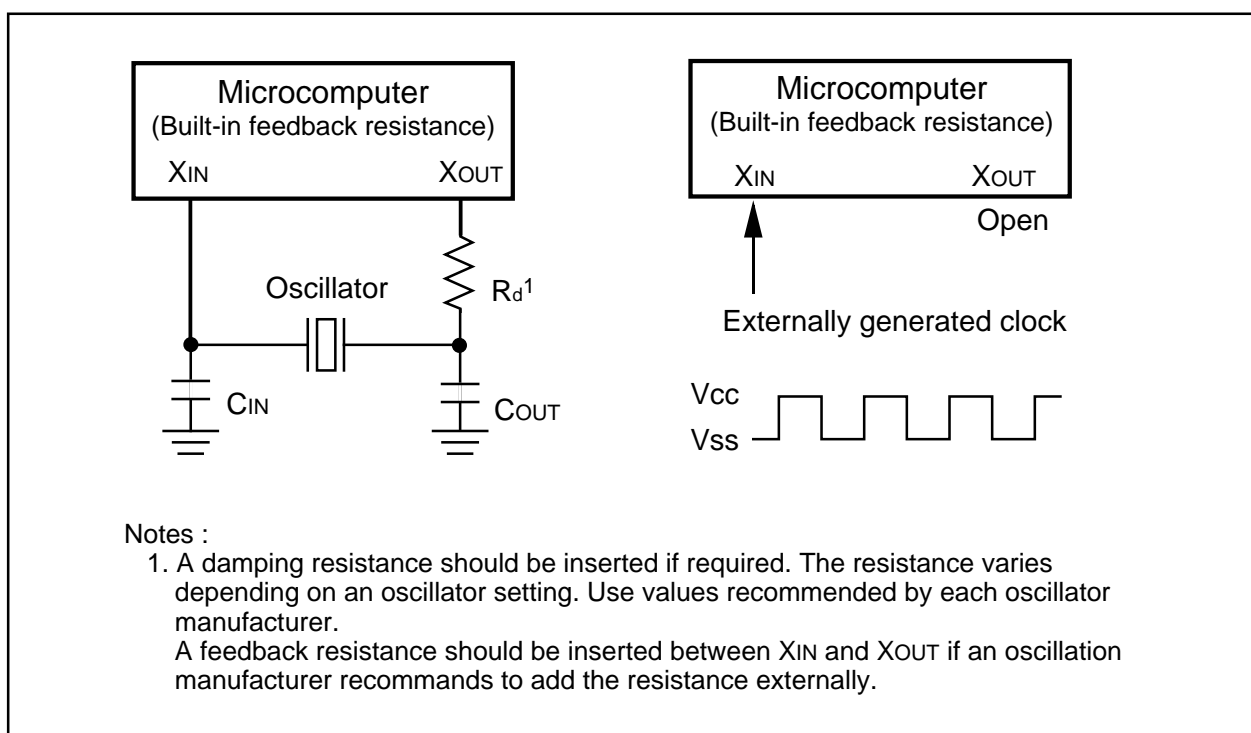 Microcomputer
(Built-in feedback resistance)
XIN
XOUT
Oscillator
Rd1
CIN
COUT
Microcomputer
(Built-in feedback resistance)
XIN
XOUT
Open
Externally generated clock
Vcc
Vss
Notes :
1. A damping resistance should be inserted if required. The resistance varies
depending on an oscillator setting. Use values recommended by each oscillator
manufacturer.
A feedback resistance should be inserted between XIN and XOUT if an oscillation
manufacturer recommands to add the resistance externally.